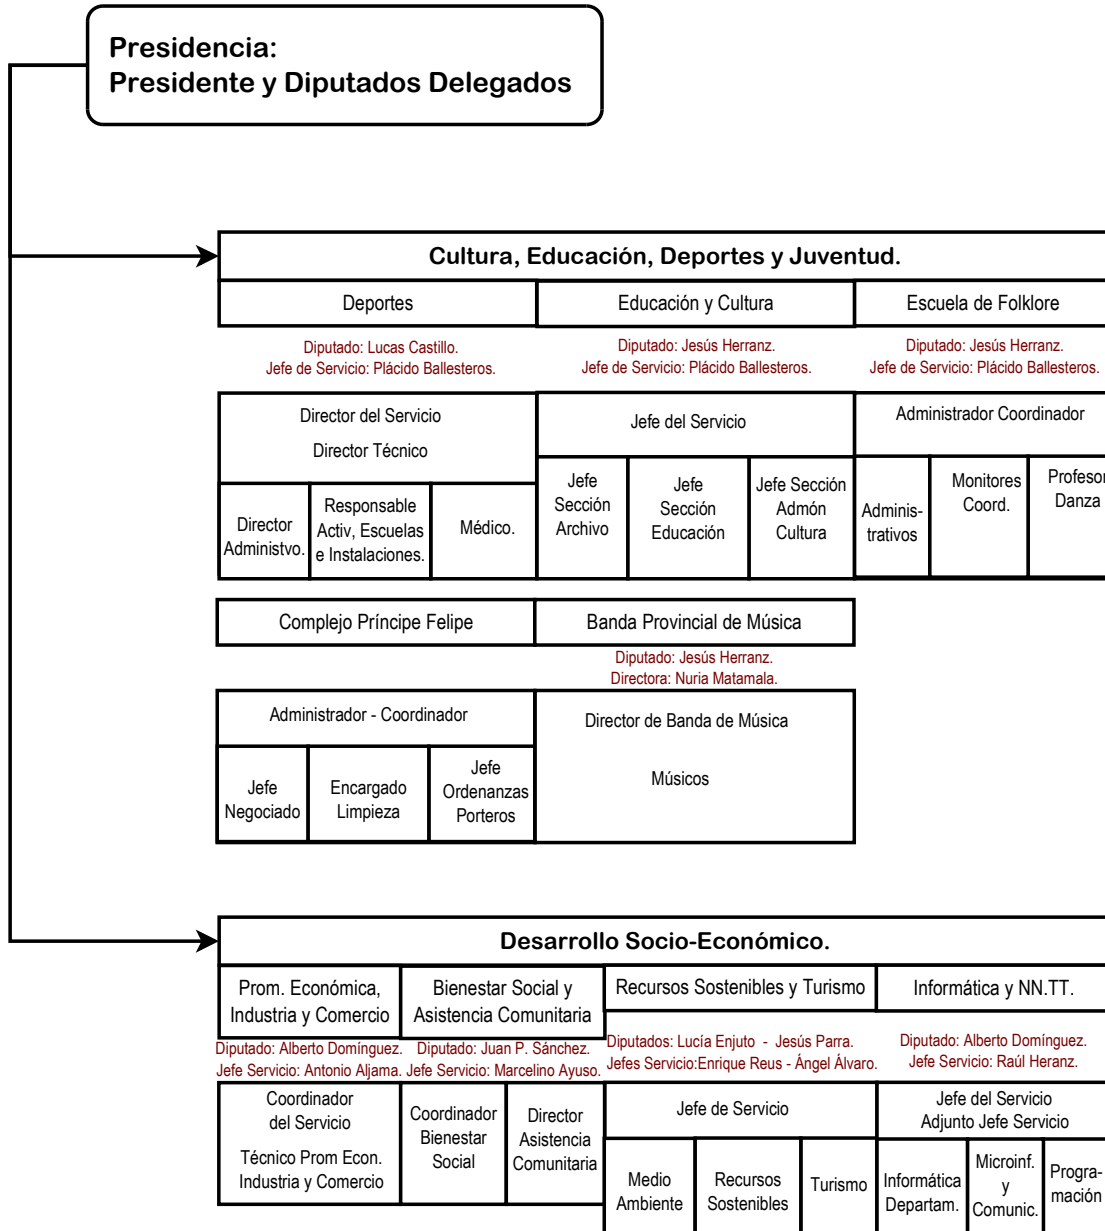 Presidencia:
Presidente y Diputados Delegados
Cultura, Educación, Deportes y Juventud.
Deportes
Educación y Cultura
Escuela de Folklore
Diputado: Lucas Castillo.
Jefe de Servicio: Plácido Ballesteros.
Diputado: Jesús Herranz.
Jefe de Servicio: Plácido Ballesteros.
Diputado: Jesús Herranz.
Jefe de Servicio: Plácido Ballesteros.
Director del Servicio
Director Técnico
Jefe del Servicio
Administrador Coordinador
Director
Administvo.
Responsable
Activ, Escuelas
e Instalaciones.
Médico.
Jefe
Sección
Archivo
Jefe
Sección
Educación
Jefe Sección
Admón
Cultura
Adminis-
trativos
Monitores
Coord.
Profesor
Danza
Complejo Príncipe Felipe
Banda Provincial de Música
Diputado: Jesús Herranz.
Directora: Nuria Matamala.
Administrador - Coordinador
Director de Banda de Música
Músicos
Jefe
Negociado
Encargado
Limpieza
Jefe
Ordenanzas
Porteros
Desarrollo Socio-Económico.
Prom. Económica,
Industria y Comercio
Bienestar Social y
Asistencia Comunitaria
Recursos Sostenibles y Turismo
Informática y NN.TT.
Diputado: Alberto Domínguez.
Jefe Servicio: Antonio Aljama.
Diputado: Juan P. Sánchez.
Jefe Servicio: Marcelino Ayuso.
Diputados: Lucía Enjuto - Jesús Parra.
Jefes Servicio:Enrique Reus - Ángel Álvaro.
Diputado: Alberto Domínguez.
Jefe Servicio: Raúl Heranz.
Coordinador
del Servicio
Técnico Prom Econ.
Industria y Comercio
Coordinador
Bienestar
Social
Director
Asistencia
Comunitaria
Jefe de Servicio
Jefe del Servicio
Adjunto Jefe Servicio
Medio
Ambiente
Recursos
Sostenibles
Turismo
Informática
Departam.
Microinf.
y
Comunic.
Progra-
mación